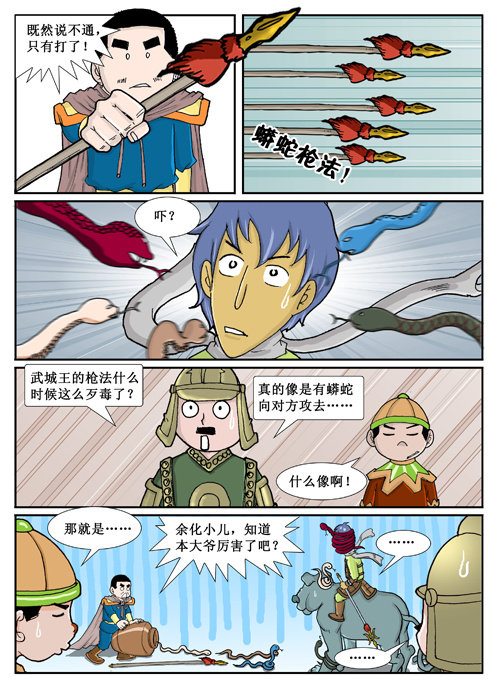 既然说不通，
只有打了！
蟒蛇枪法！
吓？
武城王的枪法什么
时候这么歹毒了？
真的像是有蟒蛇
向对方攻去……
什么像啊！
那就是……
余化小儿，知道
本大爷厉害了吧？
……
……